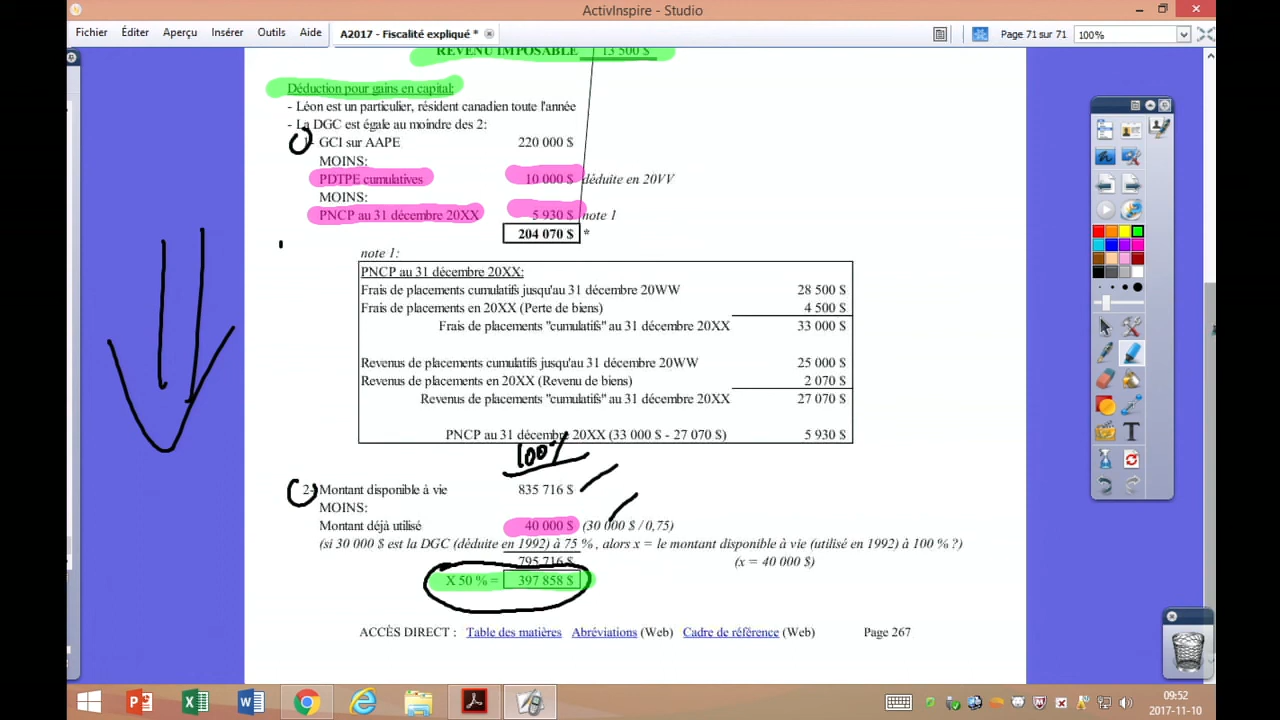 ActivInspire - Studio
Fichier Éditer Aperçu Insérer Outils Aide A2017 - Fiscalité expliqué * Page 71 sur 71 100%
REVENU IMPOSABLE 13 500 $
Déduction pour gains en capital:
- Léon est un particulier, résident canadien toute l'année
- La DGC est égale au moindre des 2:
1- GCI sur AAPE 220 000 $
MOINS:
PDTPE cumulatives 10 000 $ déduite en 20VV
MOINS:
PNCP au 31 décembre 20XX 5 930 $ note 1
204 070 $ *
note 1:
PNCP au 31 décembre 20XX:
Frais de placements cumulatifs jusqu'au 31 décembre 20WW 28 500 $
Frais de placements en 20XX (Perte de biens) 4 500 $
Frais de placements "cumulatifs" au 31 décembre 20XX 33 000 $
Revenus de placements cumulatifs jusqu'au 31 décembre 20WW 25 000 $
Revenus de placements en 20XX (Revenu de biens) 2 070 $
Revenus de placements "cumulatifs" au 31 décembre 20XX 27 070 $
PNCP au 31 décembre 20XX (33 000 $ - 27 070 $) 5 930 $
100%
2- Montant disponible à vie 835 716 $
MOINS:
Montant déjà utilisé 40 000 $ (30 000 $ / 0,75)
(si 30 000 $ est la DGC (déduite en 1992) à 75 %, alors x = le montant disponible à vie (utilisé en 1992) à 100 % ?)
795 716 $ (x = 40 000 $)
X 50 % = 397 858 $
ACCÈS DIRECT : Table des matières Abréviations (Web) Cadre de référence (Web) Page 267
09:52
2017-11-10